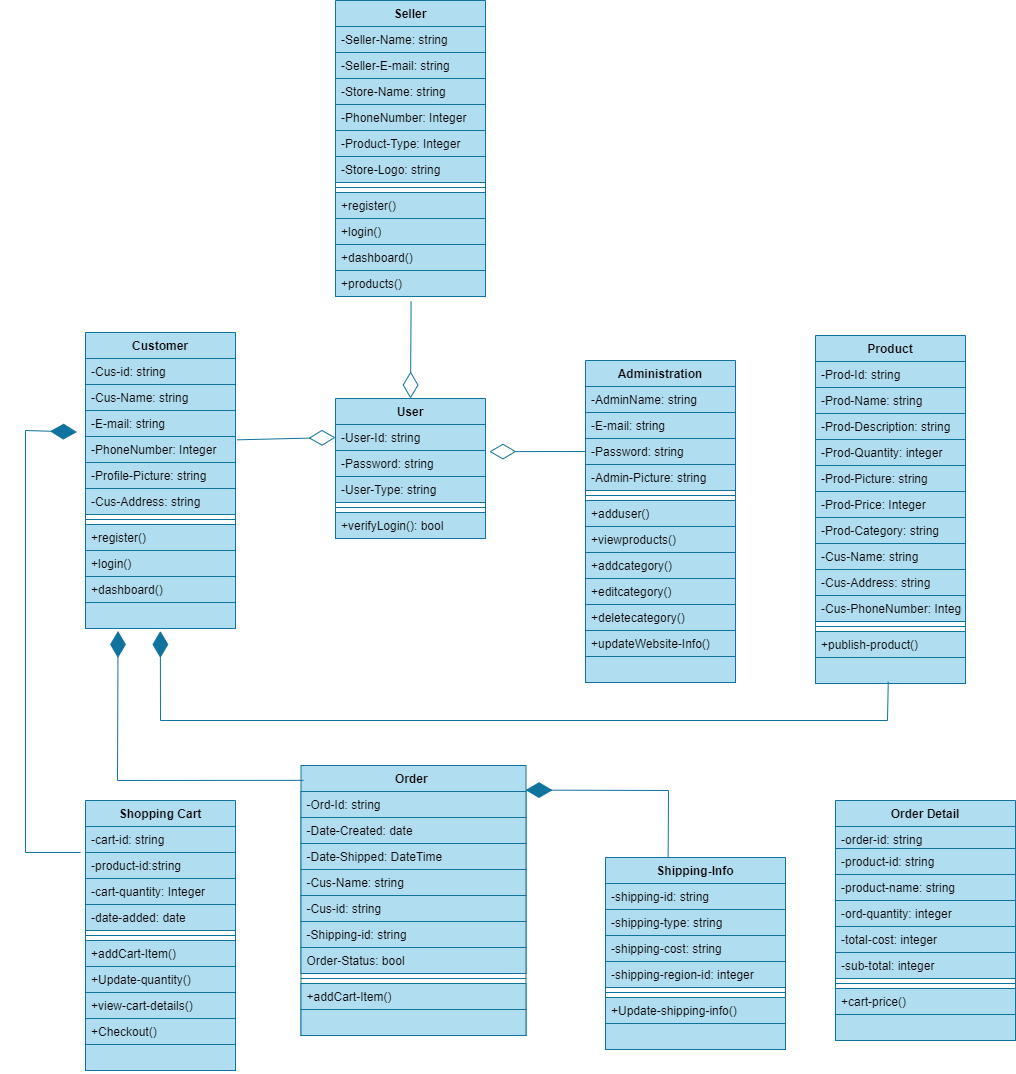 Seller
-Seller-Name: string
-Seller-E-mail: string
-Store-Name: string
-PhoneNumber: Integer
-Product-Type: Integer
-Store-Logo: string
+register()
+login()
+dashboard()
+products()
Customer
-Cus-id: string
-Cus-Name: string
-E-mail: string
-PhoneNumber: Integer
-Profile-Picture: string
-Cus-Address: string
+register()
+login()
+dashboard()
User
-User-Id: string
-Password: string
-User-Type: string
+verifyLogin(): bool
Administration
-AdminName: string
-E-mail: string
-Password: string
-Admin-Picture: string
+adduser()
+viewproducts()
+addcategory()
+editcategory()
+deletecategory()
+updateWebsite-Info()
Product
-Prod-Id: string
-Prod-Name: string
-Prod-Description: string
-Prod-Quantity: integer
-Prod-Picture: string
-Prod-Price: Integer
-Prod-Category: string
-Cus-Name: string
-Cus-Address: string
-Cus-PhoneNumber: Integ
+publish-product()
Shopping Cart
-cart-id: string
-product-id:string
-cart-quantity: Integer
-date-added: date
+addCart-Item()
+Update-quantity()
+view-cart-details()
+Checkout()
Order
-Ord-Id: string
-Date-Created: date
-Date-Shipped: DateTime
-Cus-Name: string
-Cus-id: string
-Shipping-id: string
Order-Status: bool
+addCart-Item()
Shipping-Info
-shipping-id: string
-shipping-type: string
-shipping-cost: string
-shipping-region-id: integer
+Update-shipping-info()
Order Detail
-order-id: string
-product-id: string
-product-name: string
-ord-quantity: integer
-total-cost: integer
-sub-total: integer
+cart-price()